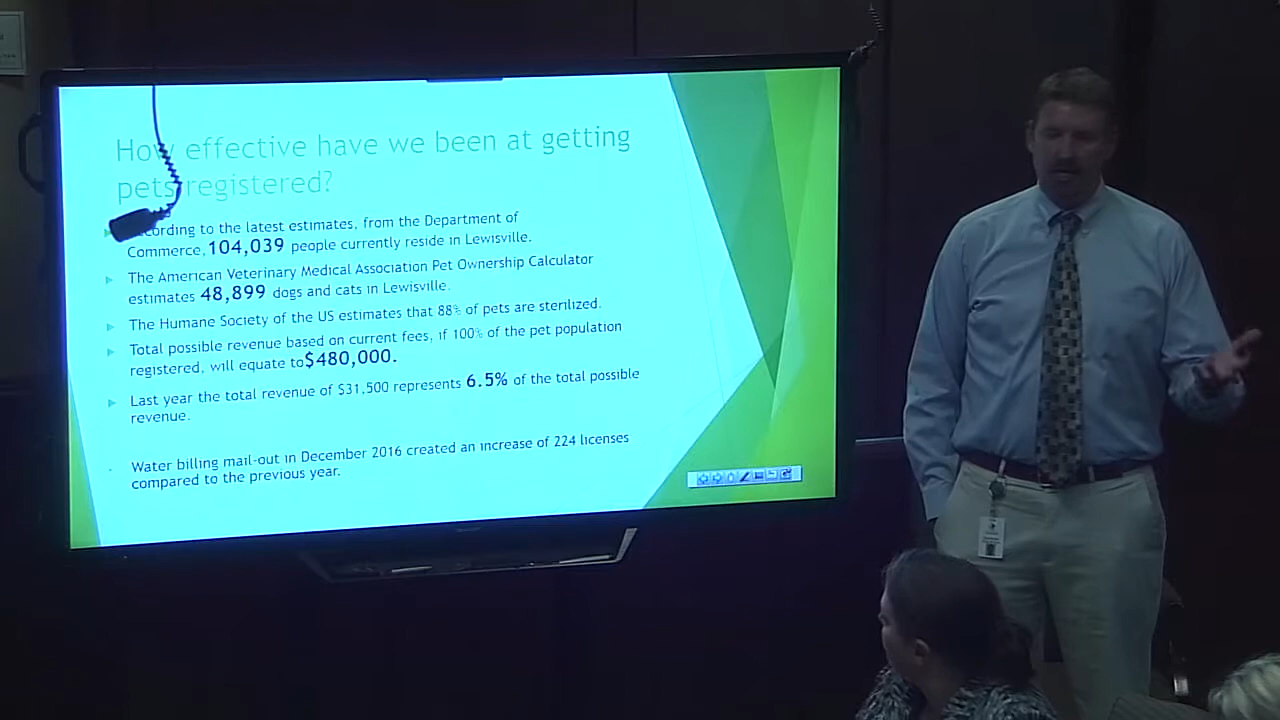 How effective have we been at getting
pets registered?
According to the latest estimates, from the Department of
Commerce, 104,039 people currently reside in Lewisville.
The American Veterinary Medical Association Pet Ownership Calculator
estimates 48,899 dogs and cats in Lewisville.
The Humane Society of the US estimates that 88% of pets are sterilized.
Total possible revenue based on current fees, if 100% of the pet population
registered, will equate to $480,000.
Last year the total revenue of $31,500 represents 6.5% of the total possible
revenue.
Water billing mail-out in December 2016 created an increase of 224 licenses
compared to the previous year.